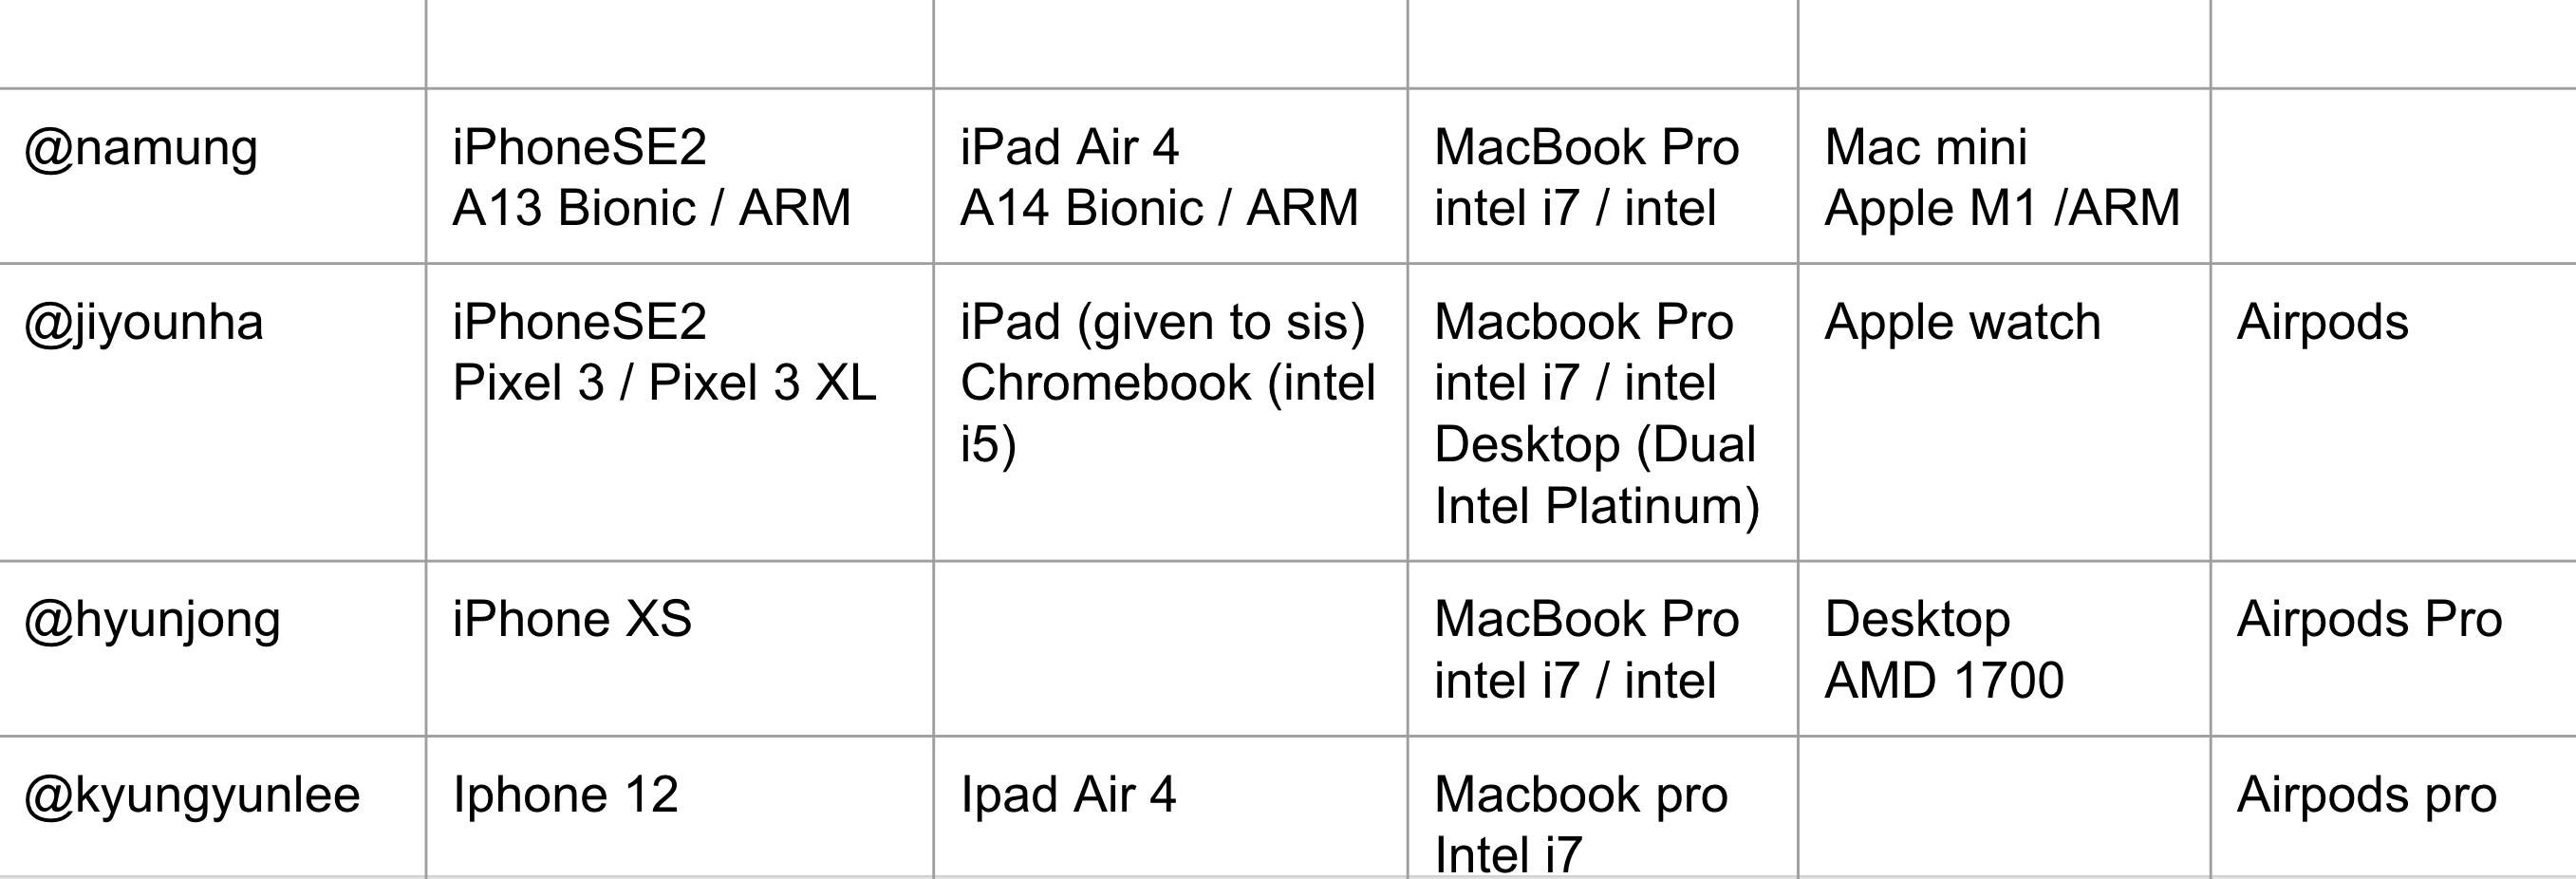 @namung
iPhoneSE2
A13 Bionic / ARM
iPad Air 4
A14 Bionic / ARM
MacBook Pro
intel i7 / intel
Mac mini
Apple M1 /ARM
@jiyounha
iPhoneSE2
Pixel 3 / Pixel 3 XL
iPad (given to sis)
Chromebook (intel
i5)
Macbook Pro
intel i7 / intel
Desktop (Dual
Intel Platinum)
Apple watch
Airpods
@hyunjong
iPhone XS
MacBook Pro
intel i7 / intel
Desktop
AMD 1700
Airpods Pro
@kyungyunlee
Iphone 12
Ipad Air 4
Macbook pro
Intel i7
Airpods pro